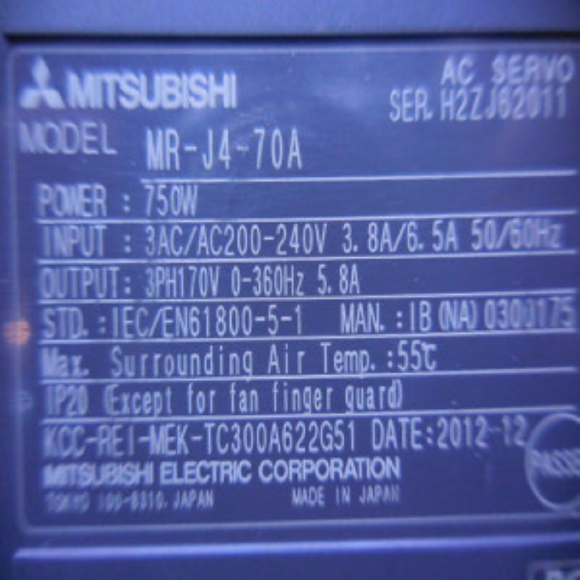 MITSUBISHI
AC SERVO
SER. H2ZJ62011
MODEL MR-J4-70A
POWER : 750W
INPUT : 3AC/AC200-240V 3.8A/6.5A 50/60Hz
OUTPUT: 3PH170V 0-360Hz 5.8A
STD.:IEC/EN61800-5-1 MAN.:IB(NA)0300175
Max. Surrounding Air Temp.:55℃
IP20 (Except for fan finger guard)
KCC-REI-MEK-TC300A622G51 DATE:2012-12
MITSUBISHI ELECTRIC CORPORATION
TOKYO 100-8310, JAPAN MADE IN JAPAN